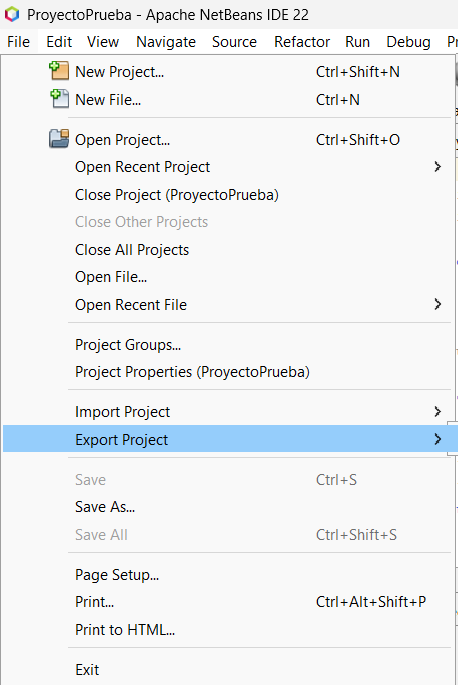 ProyectoPrueba - Apache NetBeans IDE 22
File Edit View Navigate Source Refactor Run Debug
New Project... Ctrl+Shift+N
New File... Ctrl+N
Open Project... Ctrl+Shift+O
Open Recent Project
Close Project (ProyectoPrueba)
Close Other Projects
Close All Projects
Open File...
Open Recent File
Project Groups...
Project Properties (ProyectoPrueba)
Import Project
Export Project
Save Ctrl+S
Save As...
Save All Ctrl+Shift+S
Page Setup...
Print... Ctrl+Alt+Shift+P
Print to HTML...
Exit